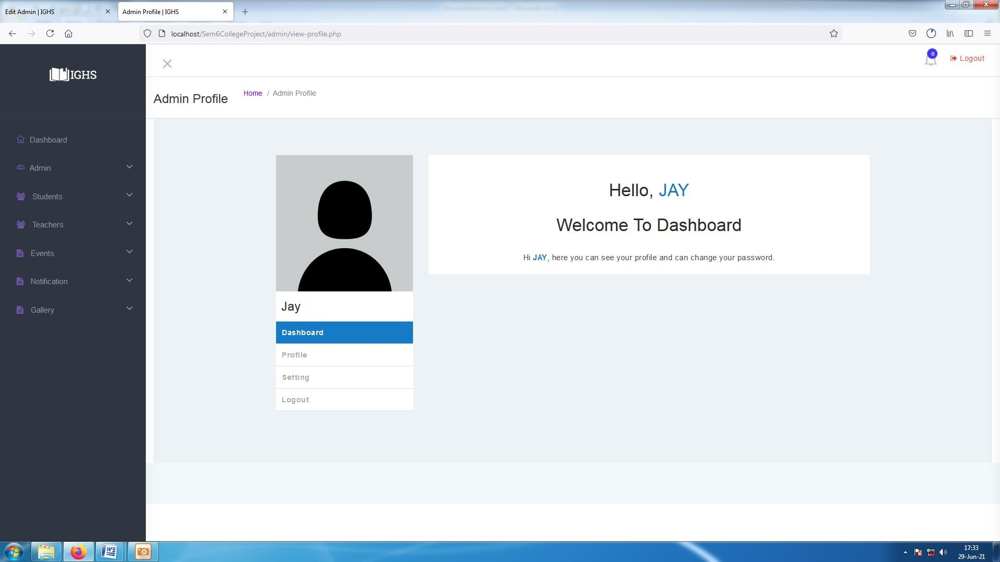 Edit Admin | IGHS
Admin Profile | IGHS
localhost/Sem6CollegeProject/admin/view-profile.php
IGHS
0
Logout
Admin Profile
Home / Admin Profile
Dashboard
Admin
Students
Teachers
Events
Notification
Gallery
Hello, JAY
Welcome To Dashboard
Hi JAY, here you can see your profile and can change your password.
Jay
Dashboard
Profile
Setting
Logout
17:33
29-Jun-21